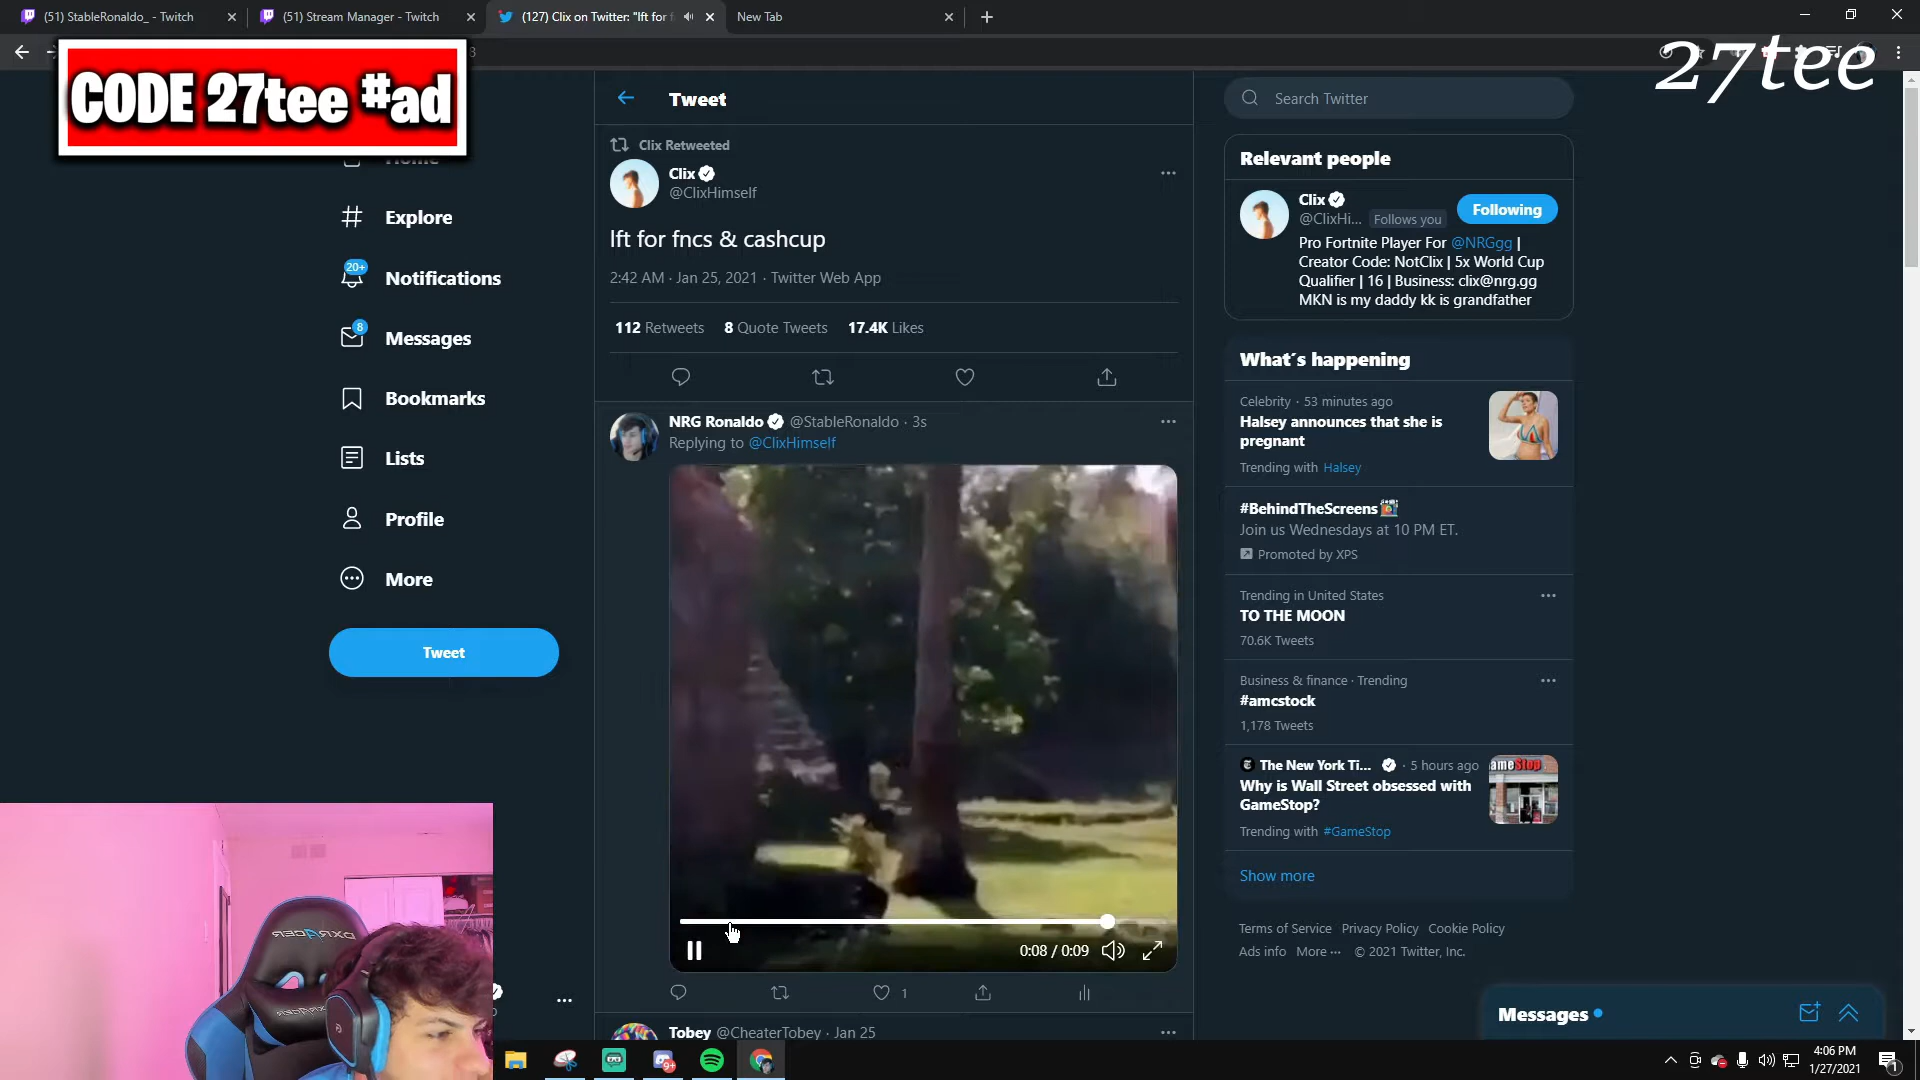 (51) StableRonaldo_ - Twitch
(51) Stream Manager - Twitch
(127) Clix on Twitter: "lft for f
New Tab
CODE 27tee #ad
27tee
Home
Explore
20+
Notifications
8
Messages
Bookmarks
Lists
Profile
More
Tweet
Tweet
Clix Retweeted
Clix
@ClixHimself
lft for fncs & cashcup
2:42 AM · Jan 25, 2021 · Twitter Web App
112 Retweets 8 Quote Tweets 17.4K Likes
NRG Ronaldo @StableRonaldo · 3s
Replying to @ClixHimself
0:08 / 0:09
1
Tobey @CheaterTobey · Jan 25
Search Twitter
Relevant people
Clix
@ClixHi... Follows you
Following
Pro Fortnite Player For @NRGgg |
Creator Code: NotClix | 5x World Cup
Qualifier | 16 | Business: clix@nrg.gg
MKN is my daddy kk is grandfather
What's happening
Celebrity · 53 minutes ago
Halsey announces that she is
pregnant
Trending with Halsey
#BehindTheScreens
Join us Wednesdays at 10 PM ET.
Promoted by XPS
Trending in United States
TO THE MOON
70.6K Tweets
Business & finance · Trending
#amcstock
1,178 Tweets
The New York Ti... · 5 hours ago
Why is Wall Street obsessed with
GameStop?
Trending with #GameStop
Show more
Terms of Service Privacy Policy Cookie Policy
Ads info More ··· © 2021 Twitter, Inc.
Messages
DXRACER
9+
4:06 PM
1/27/2021
1